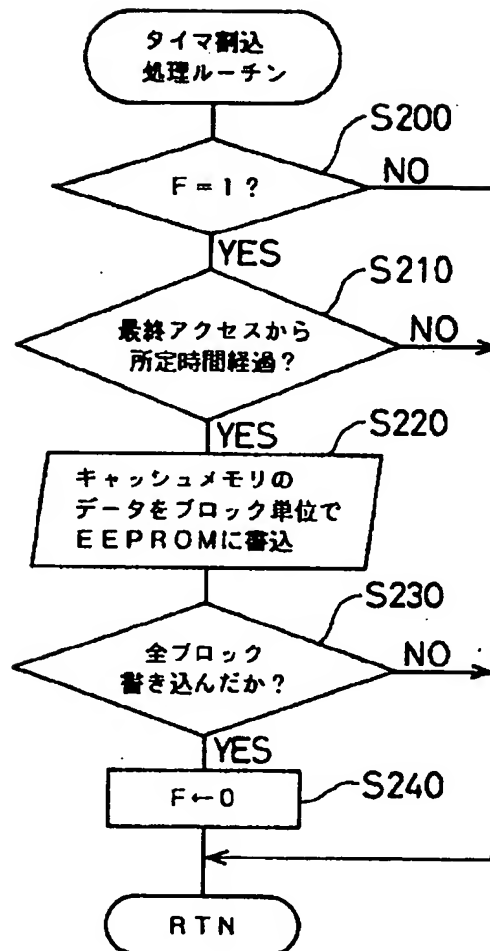 タイマ割込
処理ルーチン
S200
F=1?
NO
YES
S210
最終アクセスから
所定時間経過?
NO
YES
S220
キャッシュメモリの
データをブロック単位で
EEPROMに書込
S230
全ブロック
書き込んだか?
NO
YES
S240
F←0
RTN